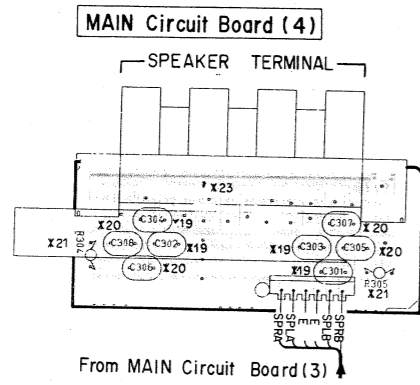 MAIN Circuit Board (4)
SPEAKER TERMINAL
X23
C304 X19
C307 X20
X20
X21 R304
C308 C302 X19
X19 C303 C305 X20
C306 X20
X19 C301
R305
X21
SPRA SPLA E E SPLB SPRB
From MAIN Circuit Board (3)